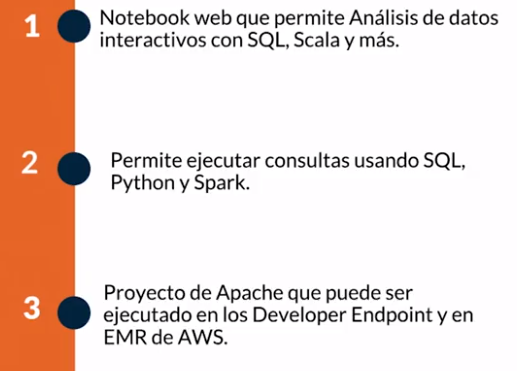 1
Notebook web que permite Análisis de datos
interactivos con SQL, Scala y más.
2
Permite ejecutar consultas usando SQL,
Python y Spark.
3
Proyecto de Apache que puede ser
ejecutado en los Developer Endpoint y en
EMR de AWS.